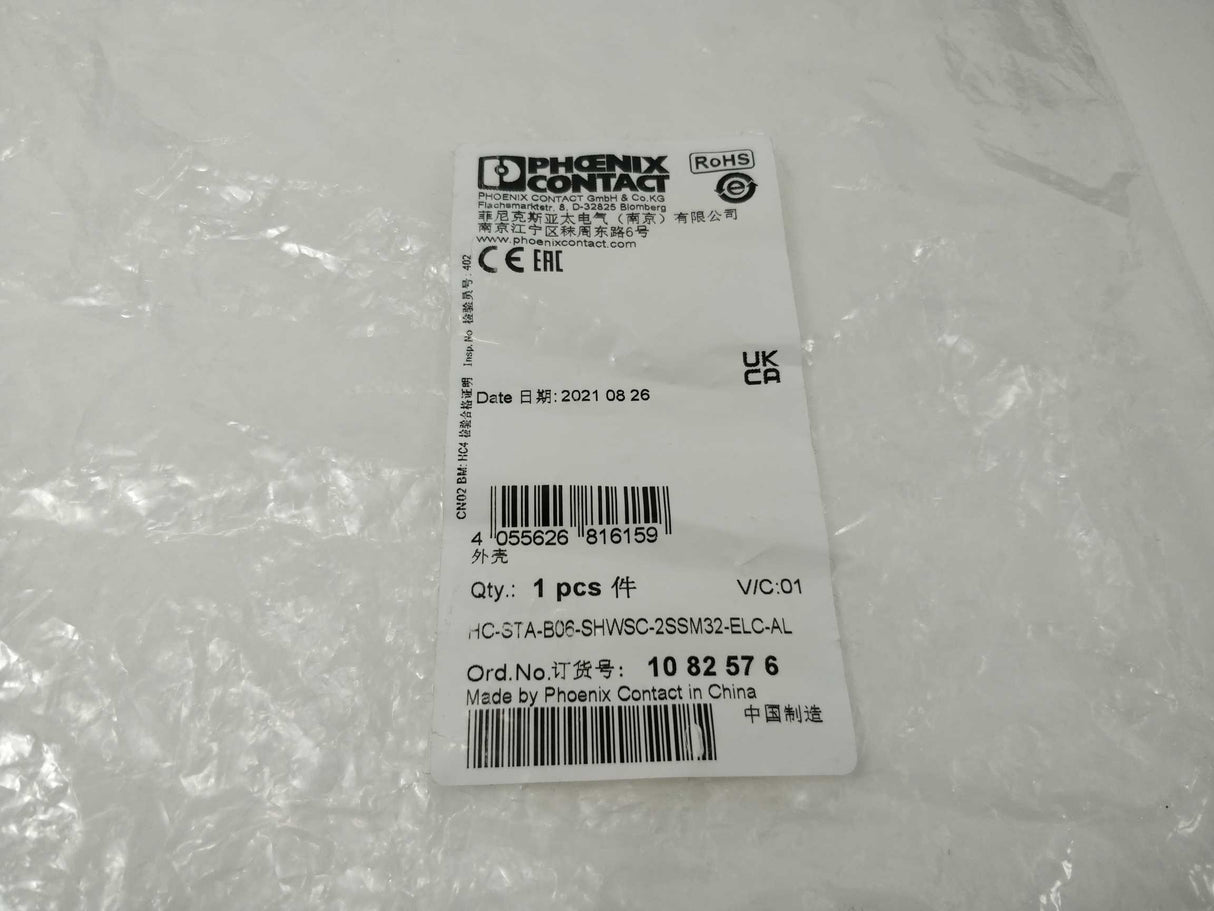 PHŒNIX
CONTACT
RoHS
e
PHOENIX CONTACT GmbH & Co.KG
Flachsmarktstr. 8, D-32825 Blomberg
菲尼克斯亚太电气（南京）有限公司
南京江宁区秣周东路6号
www.phoenixcontact.com
CE EAC
CN02 BM: HC4 检验合格证明 Insp.No 检验员号: 402
UK
CA
Date 日期: 2021 08 26
4 055626 816159
外壳
Qty.: 1 pcs 件 V/C:01
HC-STA-B06-SHWSC-2SSM32-ELC-AL
Ord.No.订货号: 10 82 57 6
Made by Phoenix Contact in China
中国制造